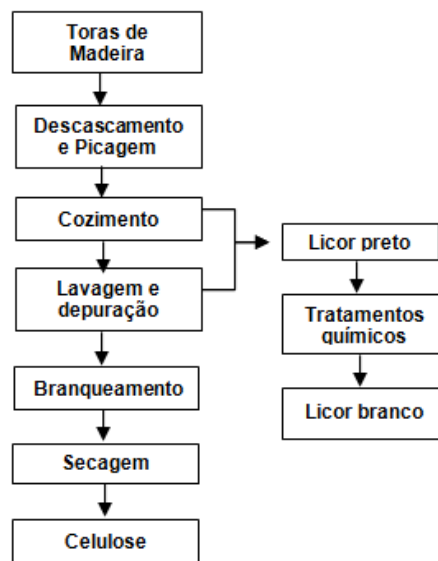 Toras de
Madeira
Descascamento
e Picagem
Cozimento
Lavagem e
depuração
Branqueamento
Secagem
Celulose
Licor preto
Tratamentos
químicos
Licor branco